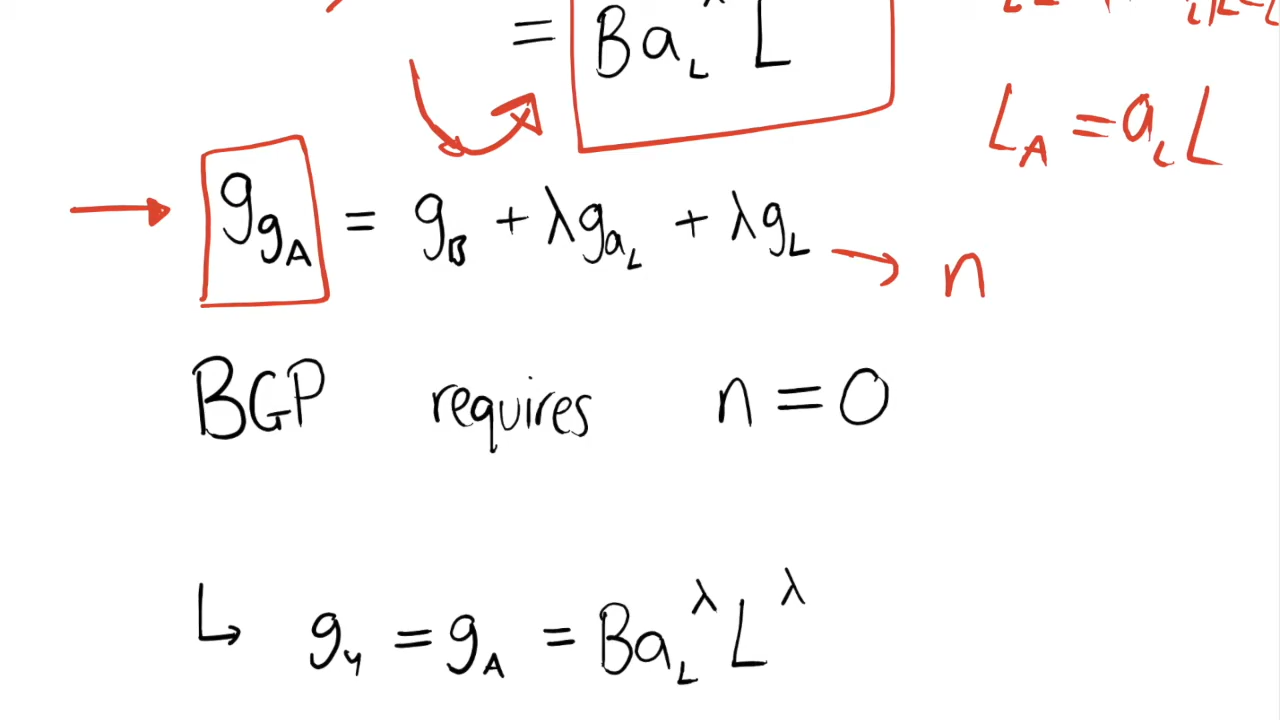 = Ba_L^λ L
L_A = a_L L
g_{g_A} = g_B + λg_{a_L} + λg_L → n
BGP requires n = 0
↳ g_y = g_A = Ba_L^λ L^λ